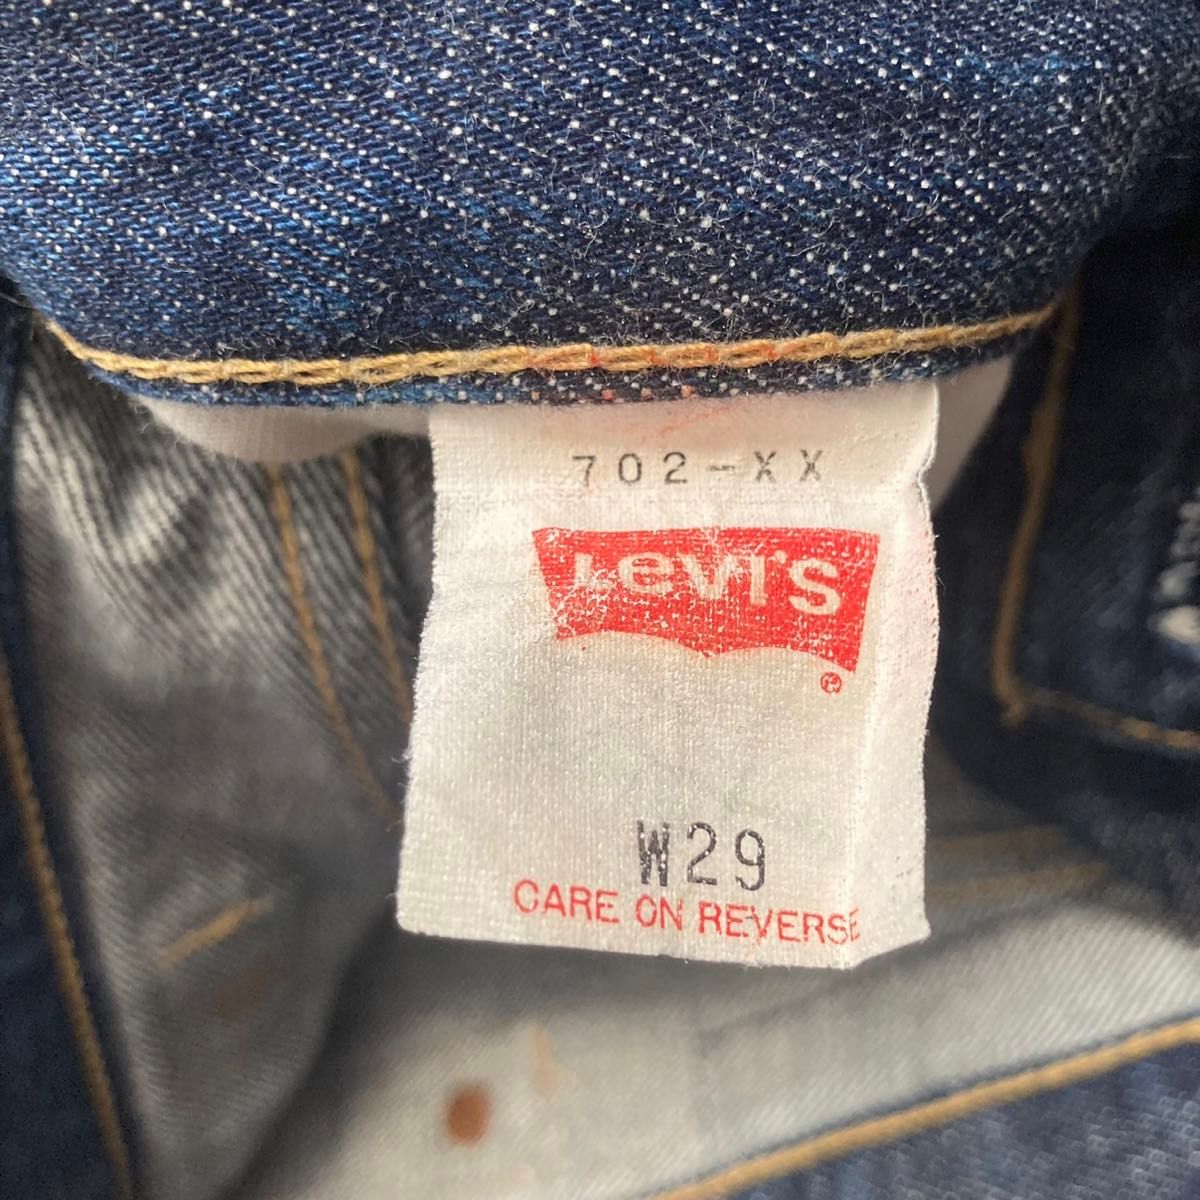 702-XX
Levi's
®
W29
CARE ON REVERSE